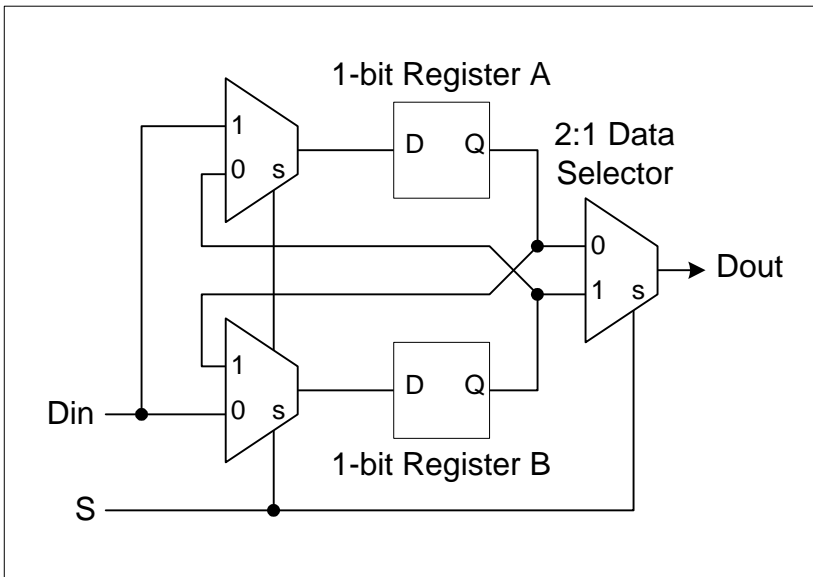 1-bit Register A
2:1 Data
Selector
1
0
s
D
Q
0
1
s
Dout
1
0
s
D
Q
Din
1-bit Register B
S